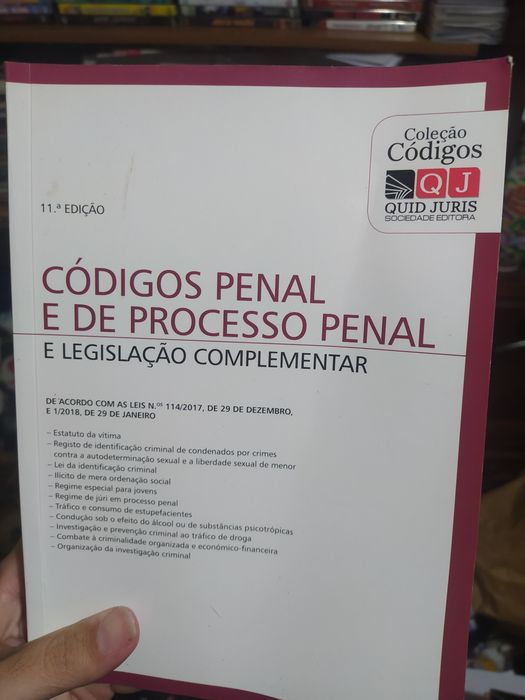 Coleção
Códigos
QJ
QUID JURIS
SOCIEDADE EDITORA
11.ª EDIÇÃO
CÓDIGOS PENAL
E DE PROCESSO PENAL
E LEGISLAÇÃO COMPLEMENTAR
DE ACORDO COM AS LEIS N.ºs 114/2017, DE 29 DE DEZEMBRO,
E 1/2018, DE 29 DE JANEIRO
– Estatuto da vítima
– Registo de identificação criminal de condenados por crimes
contra a autodeterminação sexual e a liberdade sexual de menor
– Lei da identificação criminal
– Ilícito de mera ordenação social
– Regime especial para jovens
– Regime de júri em processo penal
– Tráfico e consumo de estupefacientes
– Condução sob o efeito do álcool ou de substâncias psicotrópicas
– Investigação e prevenção criminal ao tráfico de droga
– Combate à criminalidade organizada e económico-financeira
– Organização da investigação criminal